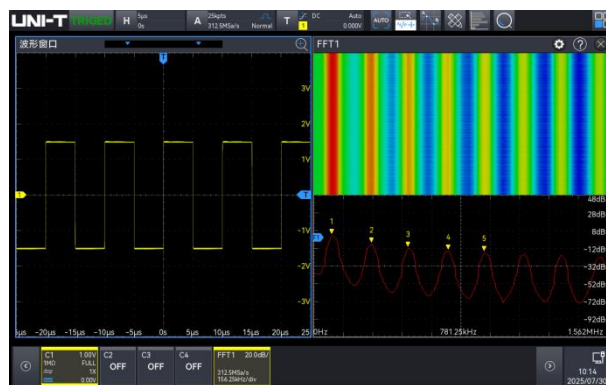 UNI-T TRIGED H 5μs 0s A 25kpts 312.5MSa/s Normal T 1 DC Auto 0.000V AUTO
波形窗口
FFT1
3V
2V
1V
1
T
-1V
-2V
-3V
-20μs -15μs -10μs -5μs 0s 5μs 10μs 15μs 20μs 25
48dB
28dB
8dB
-12dB
-32dB
-52dB
-72dB
-92dB
1 2 3 4 5
0Hz 781.25kHz 1.562MHz
C1 1.00V
1MΩ FULL
1X
0.00V
C2
OFF
C3
OFF
C4
OFF
FFT1 20.0dB/
312.5MSa/s
156.25kHz/div
10:14
2025/07/30